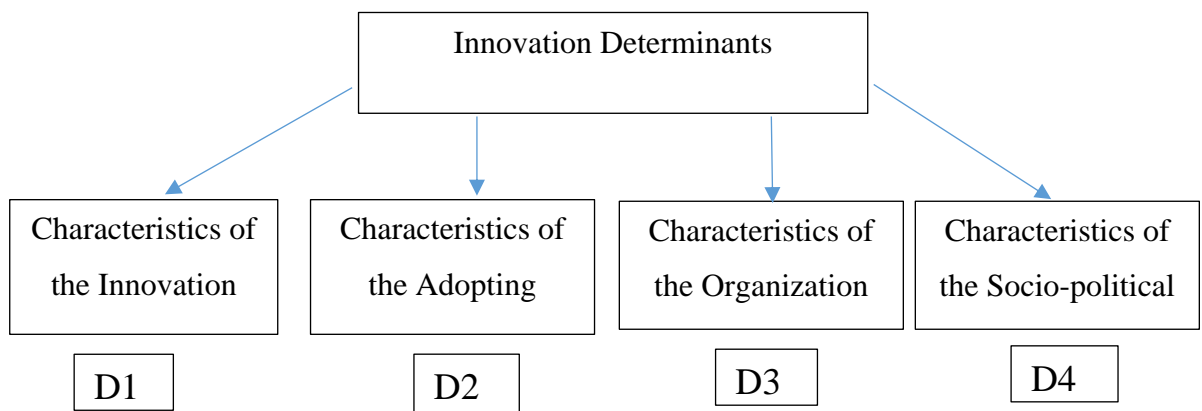 Innovation Determinants
Characteristics of
the Innovation
Characteristics of
the Adopting
Characteristics of
the Organization
Characteristics of
the Socio-political
D1
D2
D3
D4